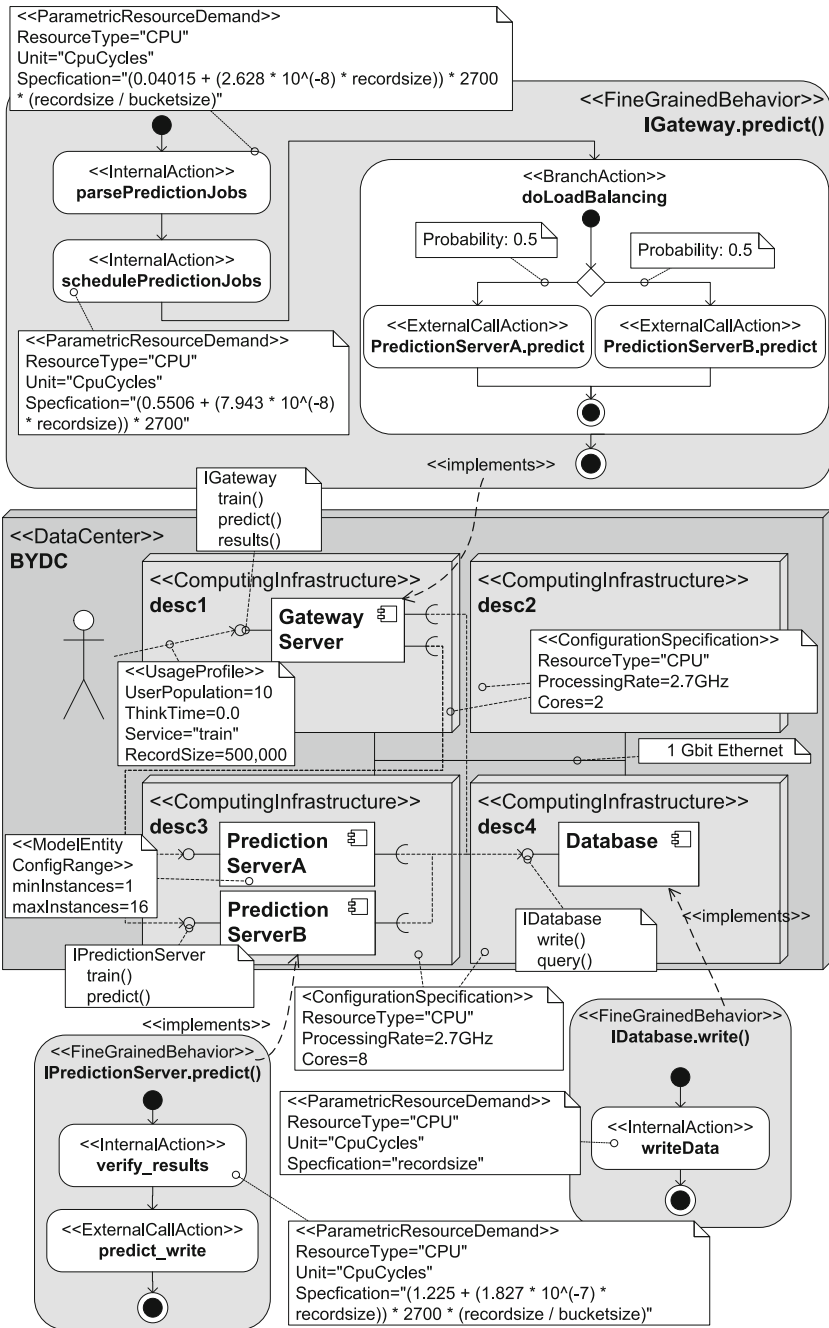 <<ParametricResourceDemand>>
ResourceType="CPU"
Unit="CpuCycles"
Specfication="(0.04015 + (2.628 * 10^(-8) * recordsize)) * 2700
* (recordsize / bucketsize)"
<<FineGrainedBehavior>>
IGateway.predict()
<<InternalAction>>
parsePredictionJobs
<<InternalAction>>
schedulePredictionJobs
<<ParametricResourceDemand>>
ResourceType="CPU"
Unit="CpuCycles"
Specfication="(0.5506 + (7.943 * 10^(-8)
* recordsize)) * 2700"
<<BranchAction>>
doLoadBalancing
Probability: 0.5
Probability: 0.5
<<ExternalCallAction>>
PredictionServerA.predict
<<ExternalCallAction>>
PredictionServerB.predict
<<implements>>
IGateway
train()
predict()
results()
<<DataCenter>>
BYDC
<<ComputingInfrastructure>>
desc1
Gateway
Server
<<ComputingInfrastructure>>
desc2
<<ConfigurationSpecification>>
ResourceType="CPU"
ProcessingRate=2.7GHz
Cores=2
<<UsageProfile>>
UserPopulation=10
ThinkTime=0.0
Service="train"
RecordSize=500,000
1 Gbit Ethernet
<<ComputingInfrastructure>>
desc3
Prediction
ServerA
Prediction
ServerB
<<ModelEntity
ConfigRange>>
minInstances=1
maxInstances=16
<<ComputingInfrastructure>>
desc4
Database
IPredictionServer
train()
predict()
IDatabase
write()
query()
<<implements>>
<<implements>>
<ConfigurationSpecification>>
ResourceType="CPU"
ProcessingRate=2.7GHz
Cores=8
<<FineGrainedBehavior>>
IPredictionServer.predict()
<<InternalAction>>
verify_results
<<ExternalCallAction>>
predict_write
<<FineGrainedBehavior>>
IDatabase.write()
<<InternalAction>>
writeData
<<ParametricResourceDemand>>
ResourceType="CPU"
Unit="CpuCycles"
Specfication="recordsize"
<<ParametricResourceDemand>>
ResourceType="CPU"
Unit="CpuCycles"
Specfication="(1.225 + (1.827 * 10^(-7) *
recordsize)) * 2700 * (recordsize / bucketsize)"